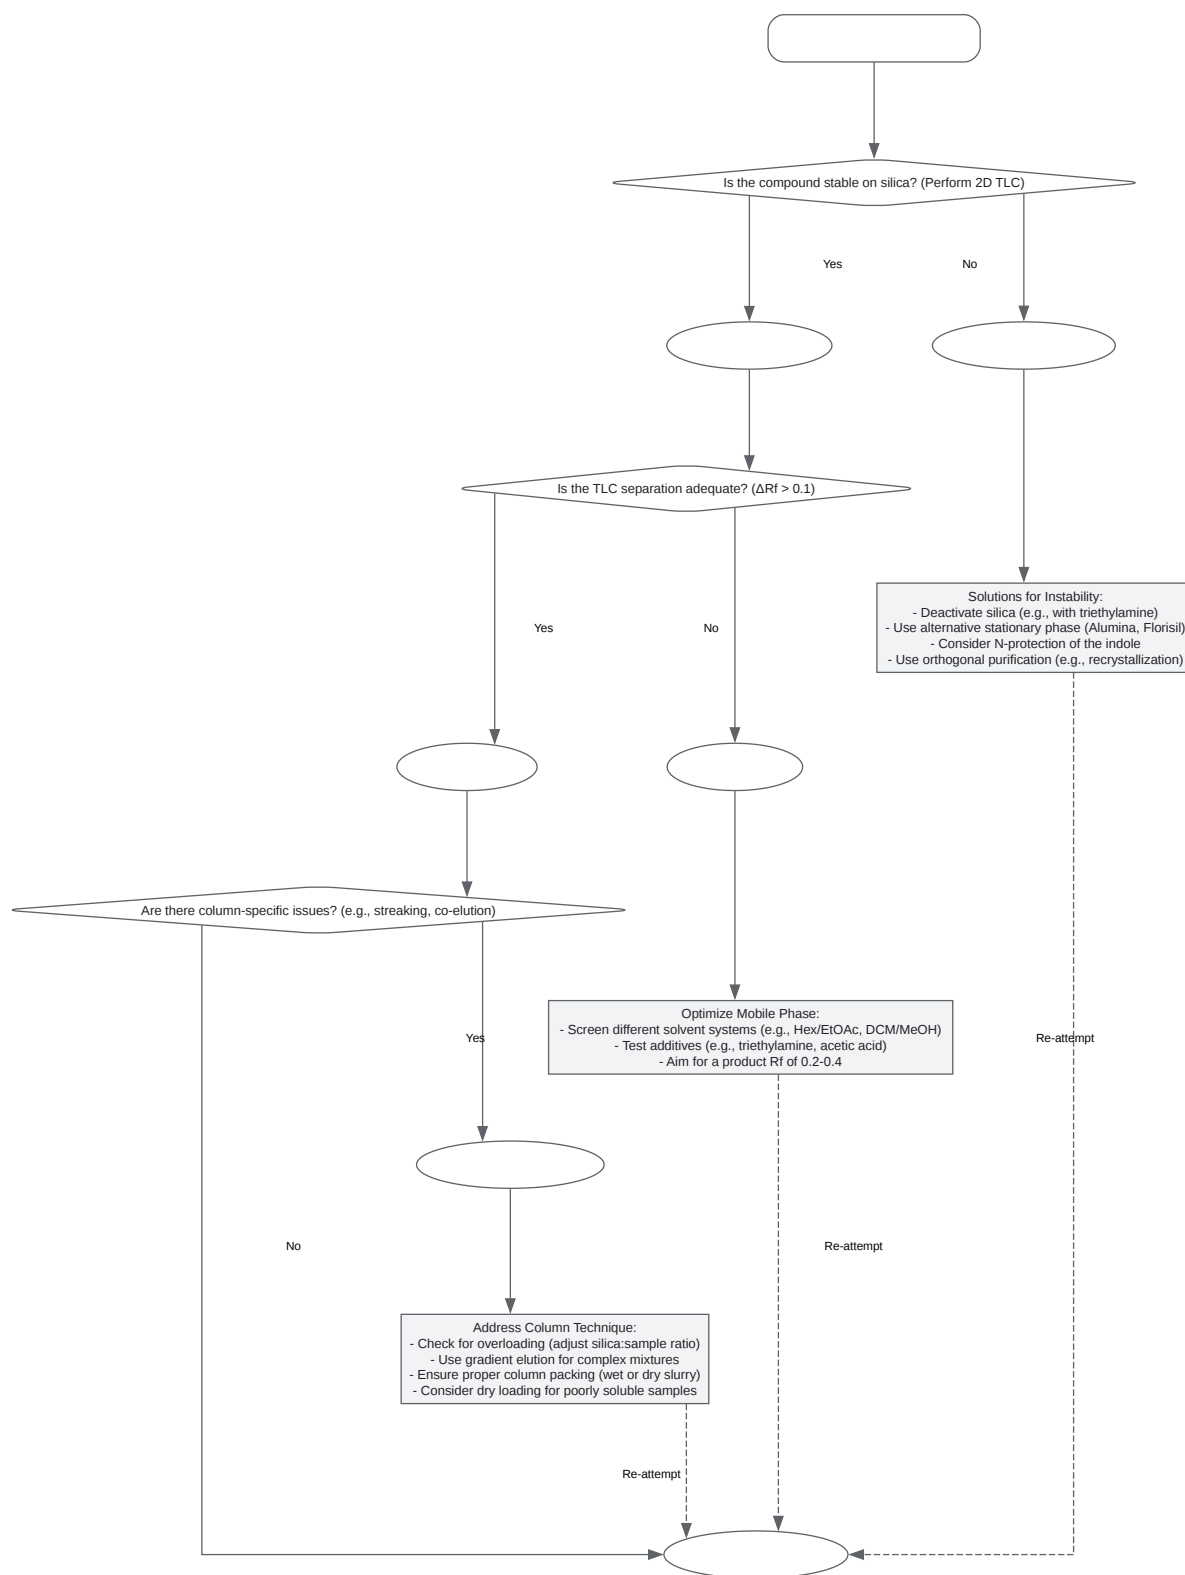 Is the compound stable on silica? (Perform 2D TLC)
Yes
No
Is the TLC separation adequate? (ΔRf > 0.1)
Solutions for Instability:
- Deactivate silica (e.g., with triethylamine)
- Use alternative stationary phase (Alumina, Florisil)
- Consider N-protection of the indole
- Use orthogonal purification (e.g., recrystallization)
Yes
No
Are there column-specific issues? (e.g., streaking, co-elution)
Optimize Mobile Phase:
- Screen different solvent systems (e.g., Hex/EtOAc, DCM/MeOH)
- Test additives (e.g., triethylamine, acetic acid)
- Aim for a product Rf of 0.2-0.4
Yes
Re-attempt
No
Re-attempt
Address Column Technique:
- Check for overloading (adjust silica:sample ratio)
- Use gradient elution for complex mixtures
- Ensure proper column packing (wet or dry slurry)
- Consider dry loading for poorly soluble samples
Re-attempt